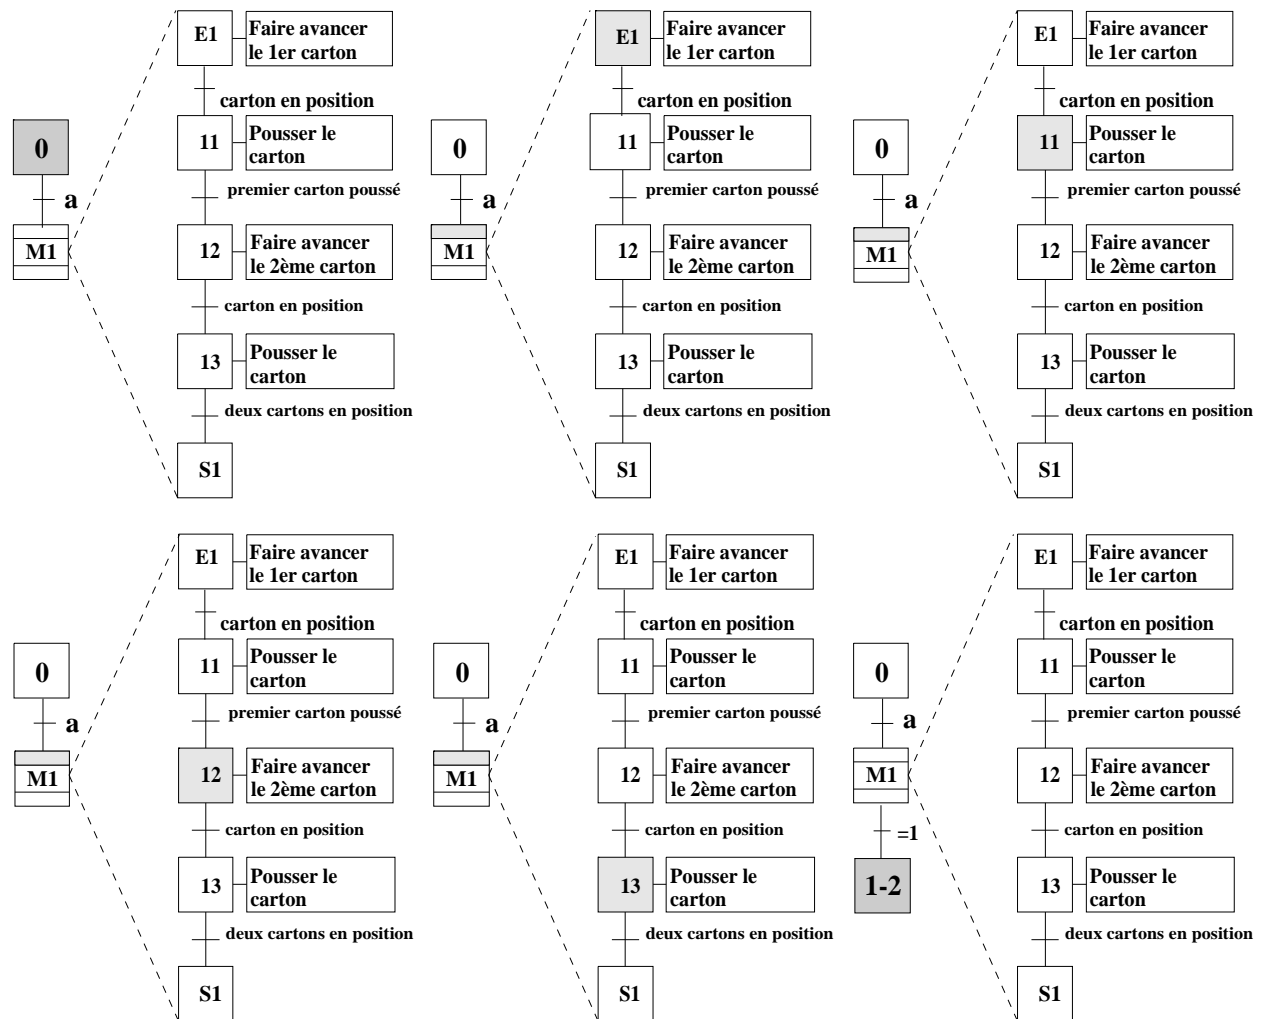 E1
Faire avancer
le 1er carton
carton en position
0
11
Pousser le
carton
a
premier carton poussé
M1
12
Faire avancer
le 2ème carton
carton en position
13
Pousser le
carton
deux cartons en position
S1
E1
Faire avancer
le 1er carton
carton en position
0
11
Pousser le
carton
a
premier carton poussé
M1
12
Faire avancer
le 2ème carton
carton en position
13
Pousser le
carton
deux cartons en position
S1
E1
Faire avancer
le 1er carton
carton en position
0
11
Pousser le
carton
a
premier carton poussé
M1
12
Faire avancer
le 2ème carton
carton en position
13
Pousser le
carton
deux cartons en position
S1
E1
Faire avancer
le 1er carton
carton en position
0
11
Pousser le
carton
a
premier carton poussé
M1
12
Faire avancer
le 2ème carton
carton en position
13
Pousser le
carton
deux cartons en position
S1
E1
Faire avancer
le 1er carton
carton en position
0
11
Pousser le
carton
a
premier carton poussé
M1
12
Faire avancer
le 2ème carton
carton en position
13
Pousser le
carton
deux cartons en position
S1
E1
Faire avancer
le 1er carton
carton en position
0
11
Pousser le
carton
a
premier carton poussé
M1
12
Faire avancer
le 2ème carton
=1
carton en position
1-2
13
Pousser le
carton
deux cartons en position
S1